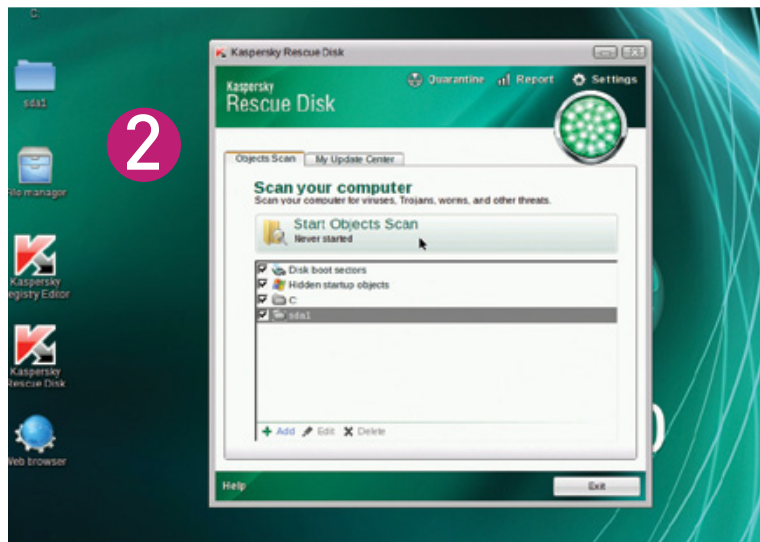 C:
sda1
File manager
Kaspersky
Registy Editor
Kaspersky
Rescue Disk
Web browser
2
Kaspersky Rescue Disk
Kaspersky
Rescue Disk
Quarantine Report Settings
Objects Scan My Update Center
Scan your computer
Scan your computer for viruses, Trojans, worms, and other threats.
Start Objects Scan
Never started
Disk boot sectors
Hidden startup objects
C
sda1
Add Edit Delete
Help Exit